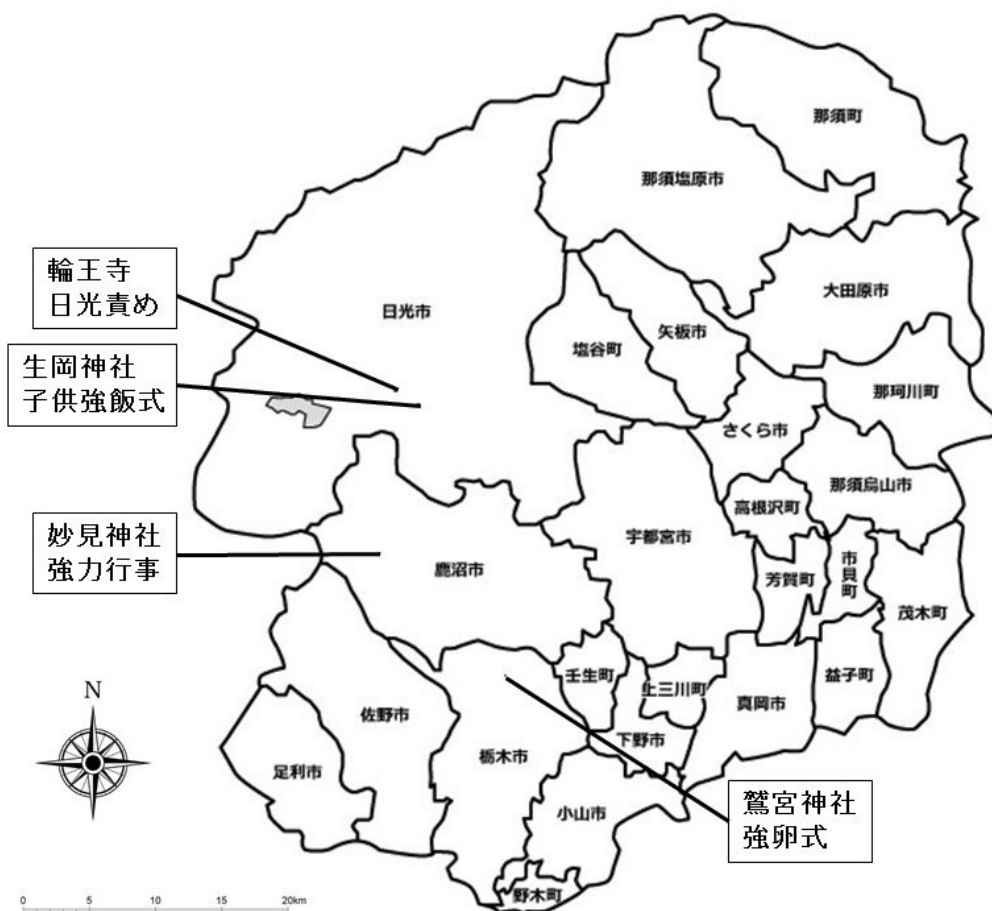 那須町
那須塩原市
大田原市
日光市
矢板市
塩谷町
輪王寺
日光責め
生岡神社
子供強飯式
那珂川町
さくら市
那須烏山市
高根沢町
宇都宮市
妙見神社
強力行事
鹿沼市
芳賀町
市貝町
茂木町
壬生町
上三川町
益子町
真岡市
N
佐野市
下野市
栃木市
足利市
小山市
鷲宮神社
強卵式
野木町
0 5 10 15 20km